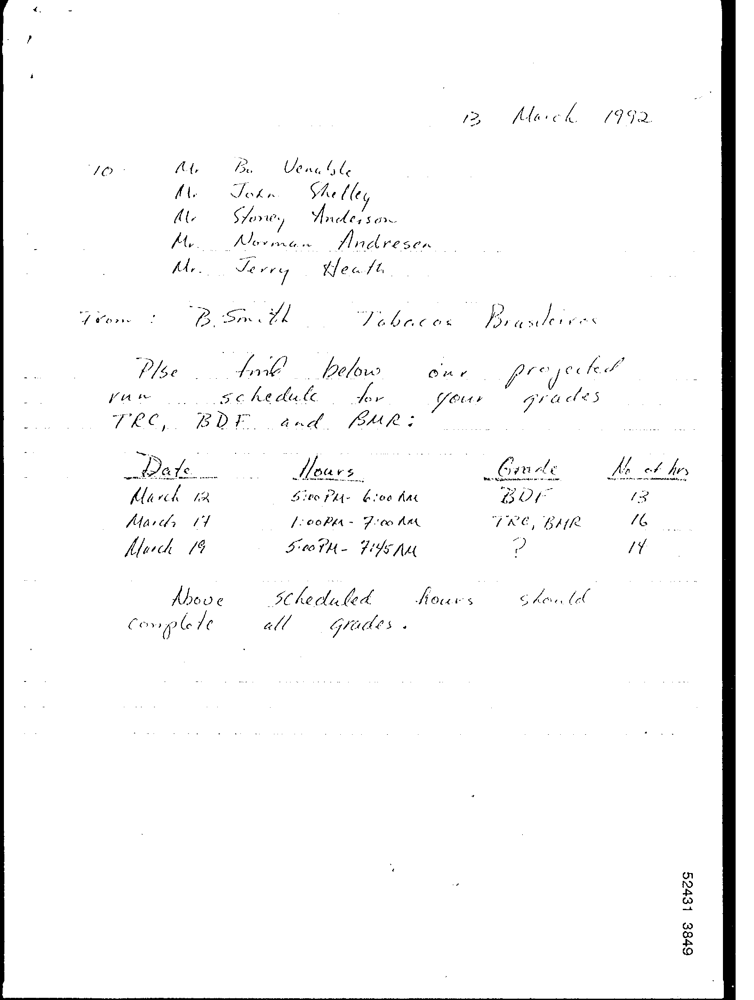 13 March 1992
To Mr. Bu Venable
Mr. John Shelley
Mr Stoney Anderson
Mr. Norman Andresen
Mr. Jerry Heath
From : B. Smith Tabacos Brasileiros
Plse find below our projected
run schedule for your grades
TRC, BDF and BMR:
Date Hours Grade No of hrs
March 5:00 PM - 6:00 AM BDF 13
March 1:00 PM - 7:00 AM TRC, BMR 16
March 19 5:00 PM - 7:45 AM ? 14
Above scheduled hours should
complete all grades.
52431 3849